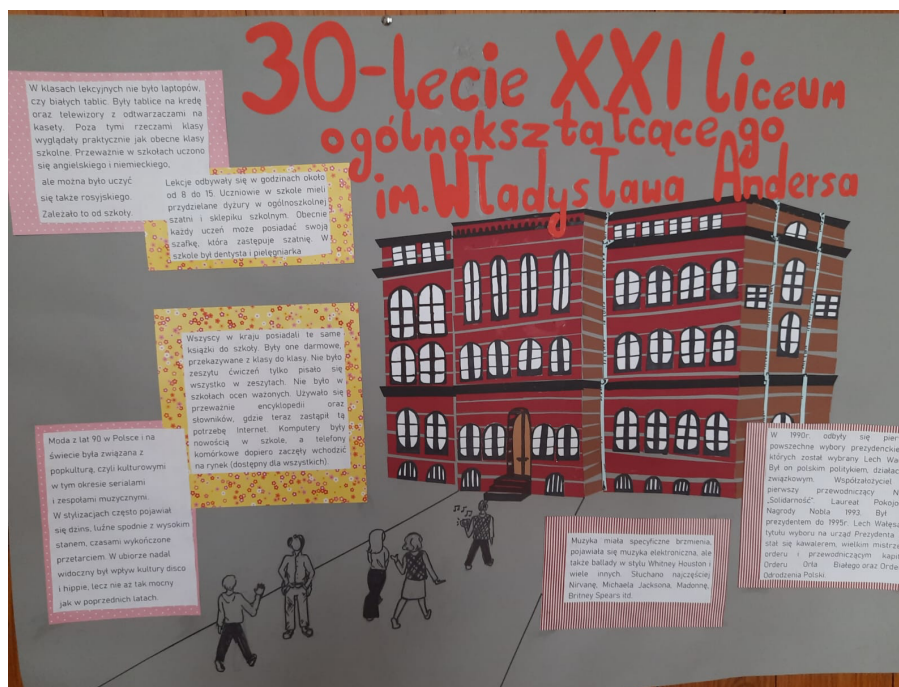 30-lecie XXI liceum
ogólnokształcącego
im. Władysława Andersa
W klasach lekcyjnych nie było laptopów,
czy białych tablic. Były tablice na kredę
oraz telewizory z odtwarzaczami na
kasety. Poza tymi rzeczami klasy
wyglądały praktycznie jak obecne klasy
szkolne. Przeważnie w szkołach uczono
się angielskiego i niemieckiego,
ale można było uczyć
się także rosyjskiego.
Zależało to od szkoły.
Lekcje odbywały się w godzinach około
od 8 do 15. Uczniowie w szkole mieli
przydzielane dyżury w ogólnoszkolnej
szatni i sklepiku szkolnym. Obecnie
każdy uczeń może posiadać swoją
szafkę, która zastępuje szatnię. W
szkole był dentysta i pielęgniarka
Wszyscy w kraju posiadali te same
książki do szkoły. Były one darmowe,
przekazywane z klasy do klasy. Nie było
zeszytu ćwiczeń tylko pisało się
wszystko w zeszytach. Nie było w
szkołach ocen ważonych. Używało się
przeważnie encyklopedii oraz
słowników, gdzie teraz zastąpił tą
potrzebę Internet. Komputery były
nowością w szkole, a telefony
komórkowe dopiero zaczęły wchodzić
na rynek (dostępny dla wszystkich).
Moda z lat 90 w Polsce i na
świecie była związana z
popkulturą, czyli kulturowymi
w tym okresie serialami
i zespołami muzycznymi.
W stylizacjach często pojawiał
się dżins, luźne spodnie z wysokim
stanem, czasami wykończone
przetarciem. W ubiorze nadal
widoczny był wpływ kultury disco
i hippie, lecz nie aż tak mocny
jak w poprzednich latach.
Muzyka miała specyficzne brzmienia,
pojawiała się muzyka elektroniczna, ale
także ballady w stylu Whitney Houston i
wiele innych. Słuchano najczęściej
Nirvanę, Michaela Jacksona, Madonnę,
Britney Spears itd.
W 1990r. odbyły się
powszechne wybory prezydenckie
których został wybrany Lech
Był on polskim politykiem,
związkowym. Współzałożyciel
pierwszy przewodniczący
„Solidarność”. Laureat
Nagrody Nobla 1993. Był
prezydentem do 1995r. Lech Wałęsa
tytułu wyboru na urząd Prezydenta
stał się kawalerem, wielkim
orderu i przewodniczącym
Orderu Orła Białego oraz
Odrodzenia Polski.